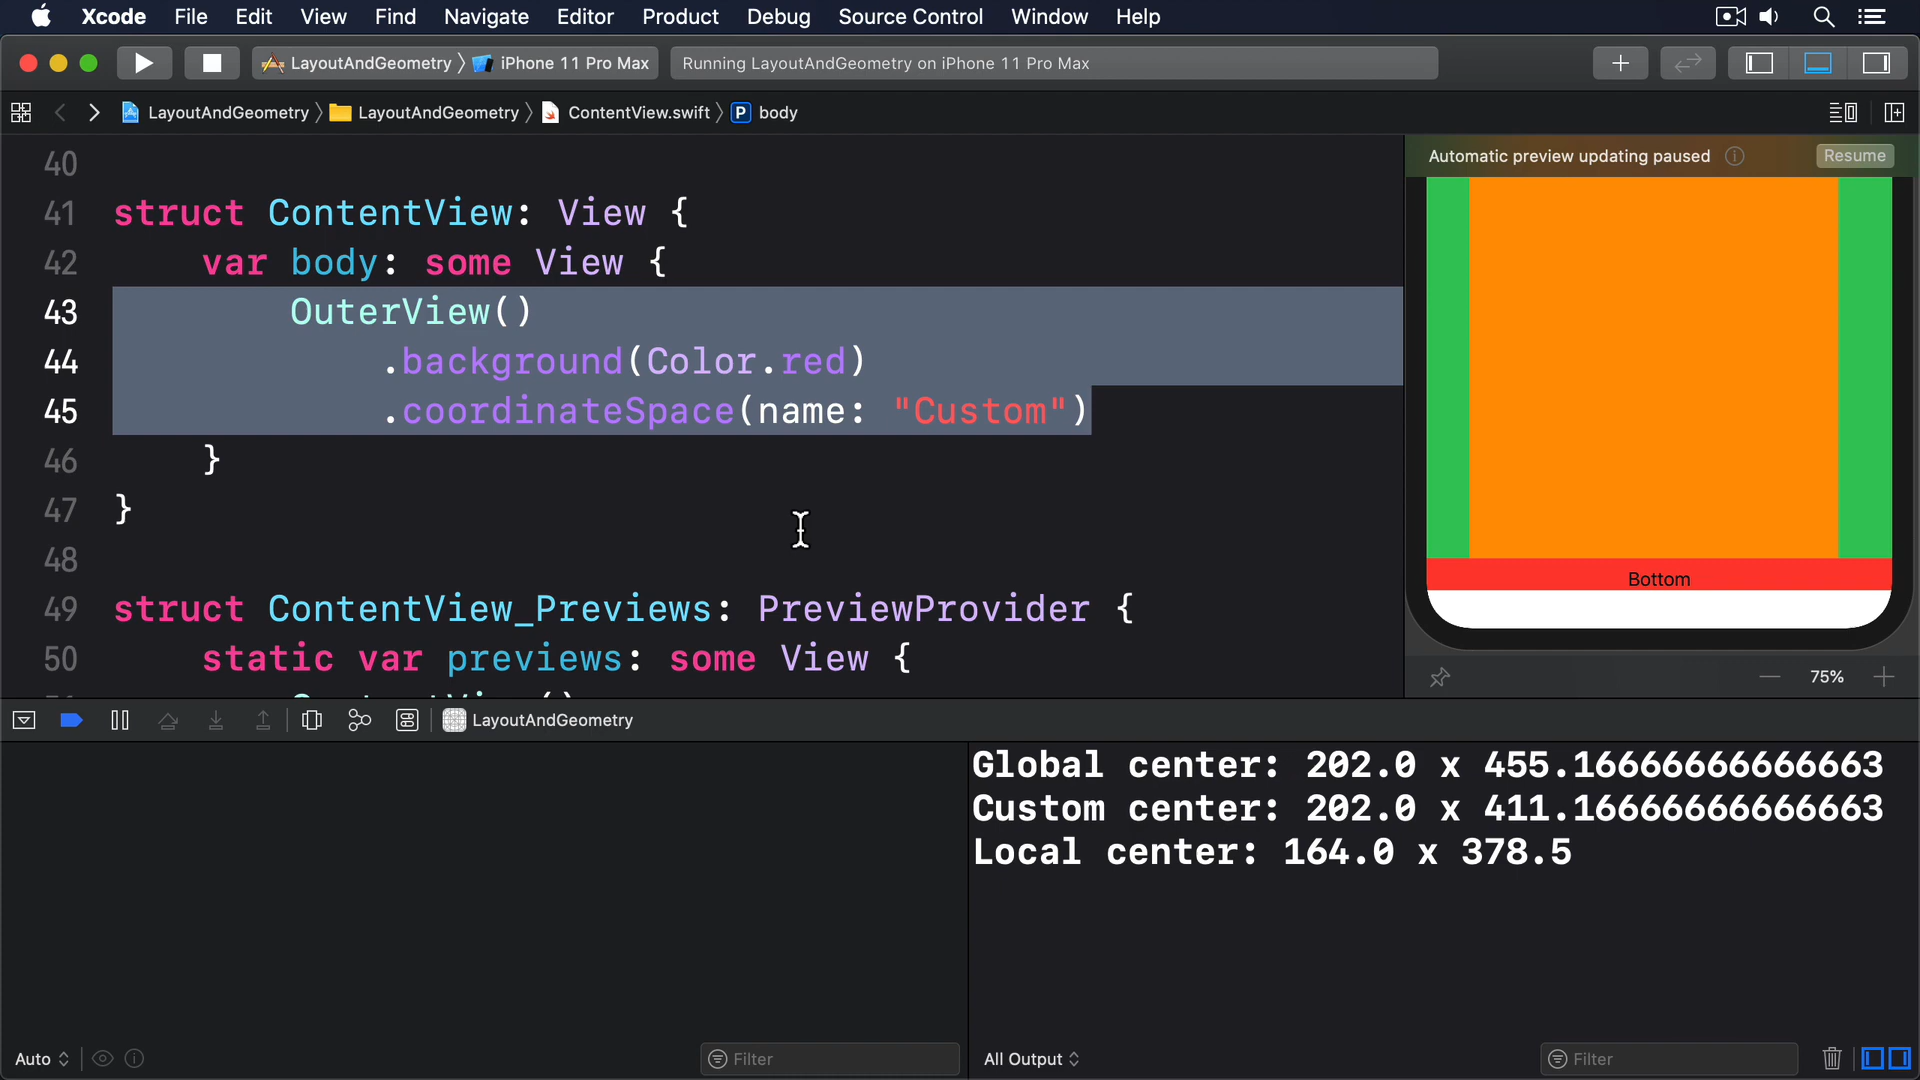 Xcode File Edit View Find Navigate Editor Product Debug Source Control Window Help
LayoutAndGeometry iPhone 11 Pro Max Running LayoutAndGeometry on iPhone 11 Pro Max
LayoutAndGeometry LayoutAndGeometry ContentView.swift P body
Automatic preview updating paused Resume
40
41 struct ContentView: View {
42 var body: some View {
43 OuterView()
44 .background(Color.red)
45 .coordinateSpace(name: "Custom")
46 }
47 }
48
49 struct ContentView_Previews: PreviewProvider {
50 static var previews: some View {
Bottom
75%
LayoutAndGeometry
Global center: 202.0 x 455.16666666666663
Custom center: 202.0 x 411.16666666666663
Local center: 164.0 x 378.5
Auto Filter All Output Filter